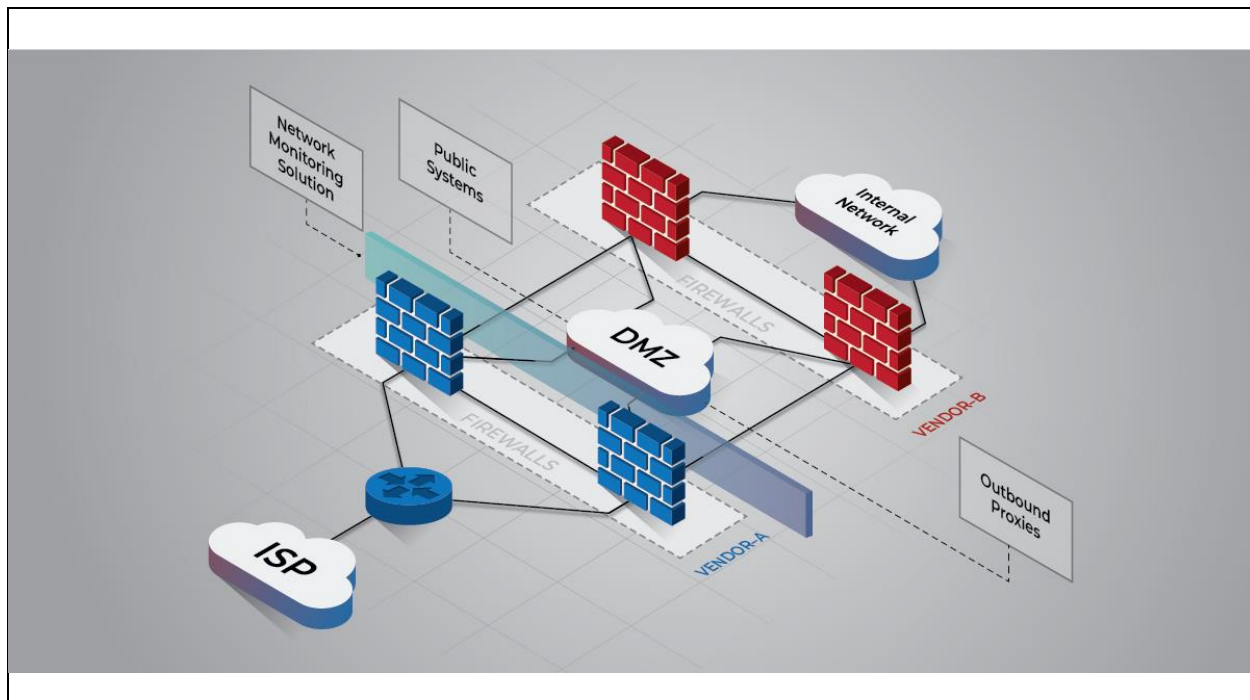 Network
Monitoring
Solution
Public
Systems
Internal
Network
FIREWALLS
DMZ
VENDOR-B
FIREWALLS
Outbound
Proxies
VENDOR-A
ISP